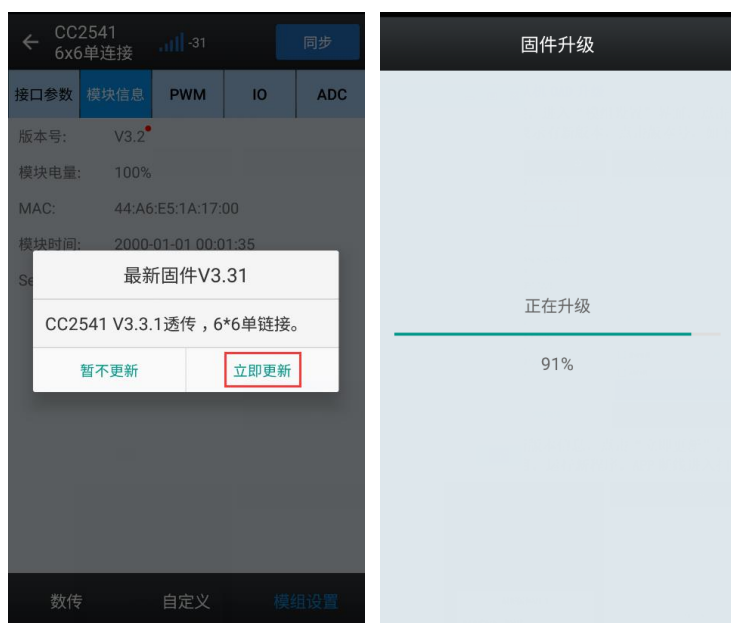 CC2541
6x6单连接
-31
同步
接口参数 模块信息 PWM IO ADC
版本号: V3.2
模块电量: 100%
MAC: 44:A6:E5:1A:17:00
模块时间: 2000-01-01 00:01:35
Se
最新固件V3.31
CC2541 V3.3.1透传，6*6单链接。
暂不更新 立即更新
数传 自定义 模组设置
固件升级
正在升级
91%